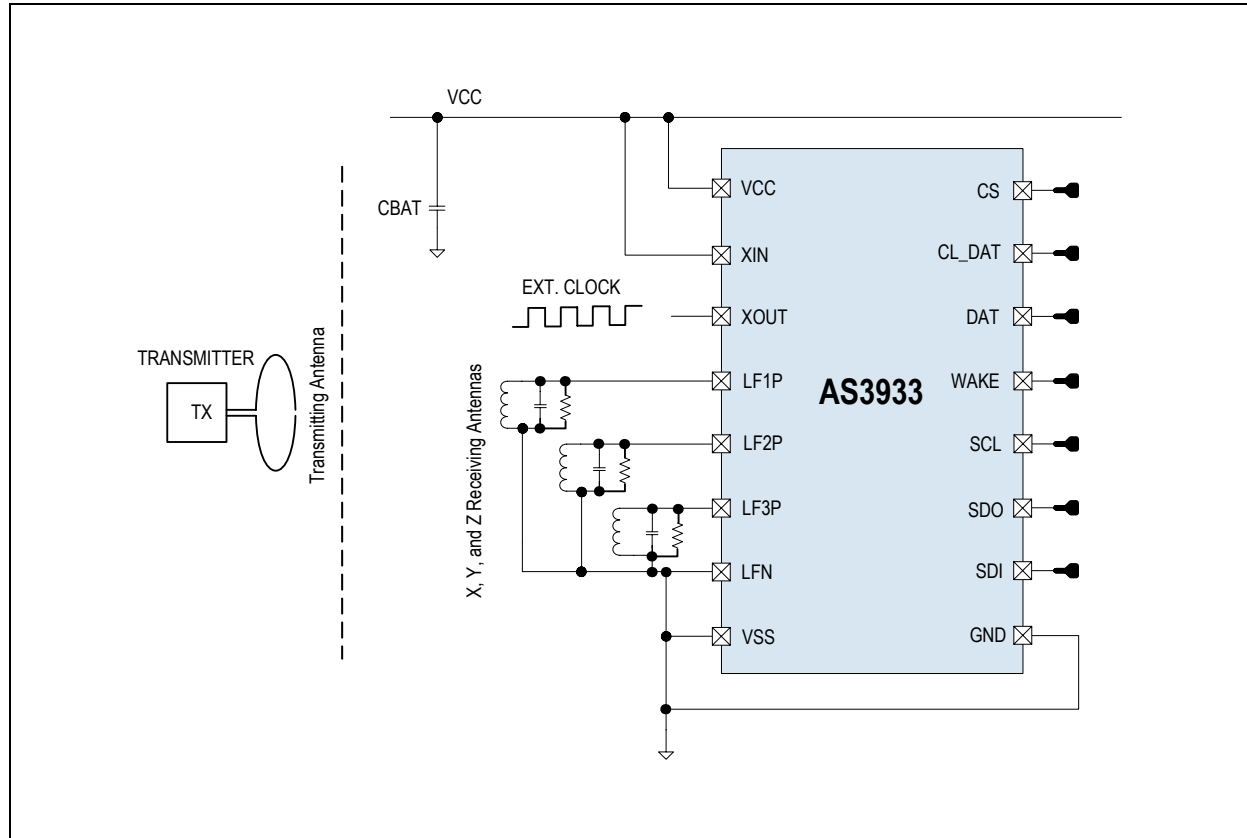 VCC
CBAT
EXT. CLOCK
TRANSMITTER
TX
Transmitting Antenna
X, Y, and Z Receiving Antennas
VCC
XIN
XOUT
LF1P
LF2P
LF3P
LFN
VSS
AS3933
CS
CL_DAT
DAT
WAKE
SCL
SDO
SDI
GND